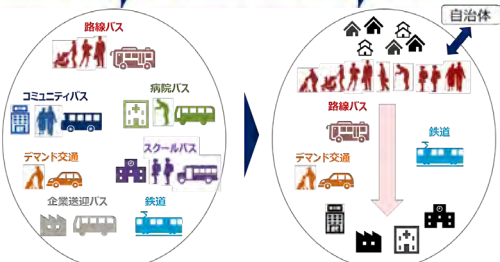 自治体
路線バス
コミュニティバス
病院バス
デマンド交通
スクールバス
企業送迎バス
鉄道
路線バス
鉄道
デマンド交通